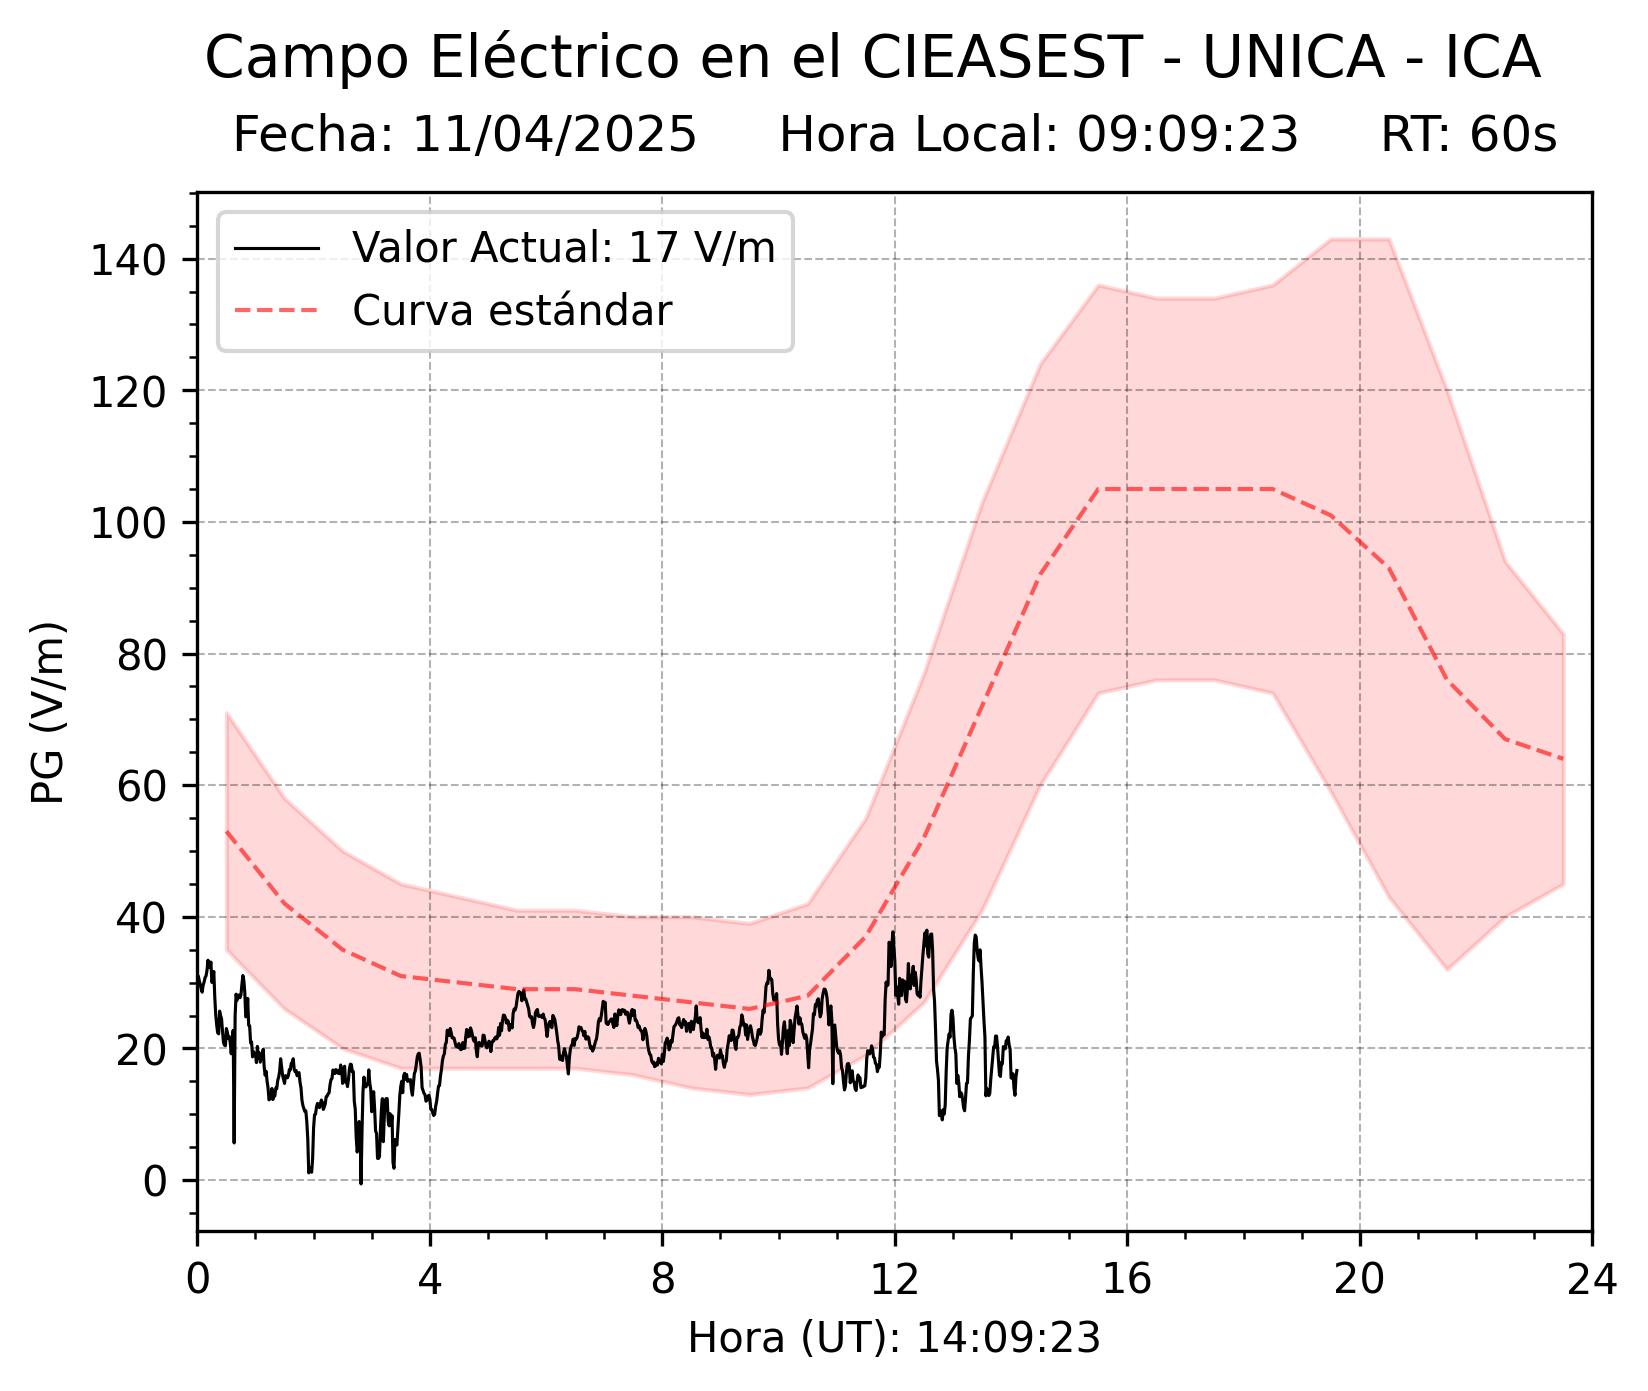 Campo Eléctrico en el CIEASEST - UNICA - ICA
Fecha: 11/04/2025 Hora Local: 09:09:23 RT: 60s
Valor Actual: 17 V/m
Curva estándar
PG (V/m)
140
120
100
80
60
40
20
0
0 4 8 12 16 20 24
Hora (UT): 14:09:23